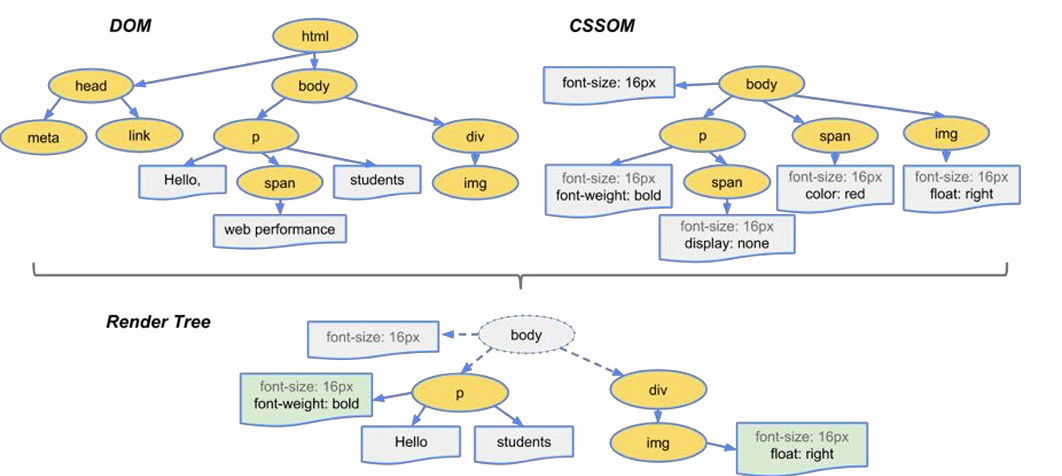 DOM
CSSOM
html
head
body
meta
link
p
div
Hello,
span
students
img
web performance
font-size: 16px
body
p
span
img
font-size: 16px
font-weight: bold
span
font-size: 16px
color: red
font-size: 16px
float: right
font-size: 16px
display: none
Render Tree
font-size: 16px
body
font-size: 16px
font-weight: bold
p
div
Hello
students
img
font-size: 16px
float: right